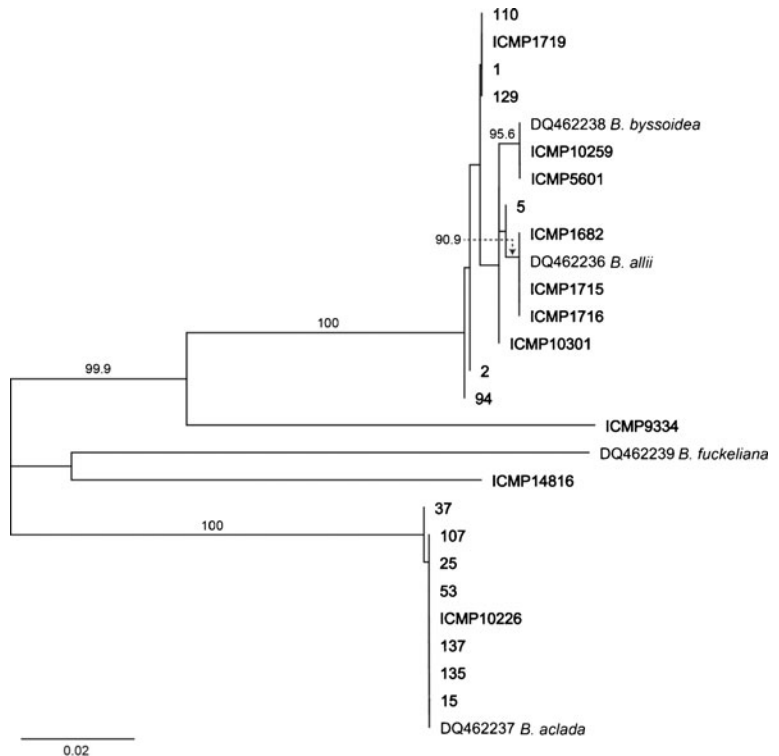 110
ICMP1719
1
129
DQ462238 B. byssoidea
95.6
ICMP10259
ICMP5601
5
ICMP1682
90.9
DQ462236 B. allii
ICMP1715
ICMP1716
100
ICMP10301
2
99.9
94
ICMP9334
DQ462239 B. fuckeliana
ICMP14816
37
100
107
25
53
ICMP10226
137
135
15
DQ462237 B. aclada
0.02